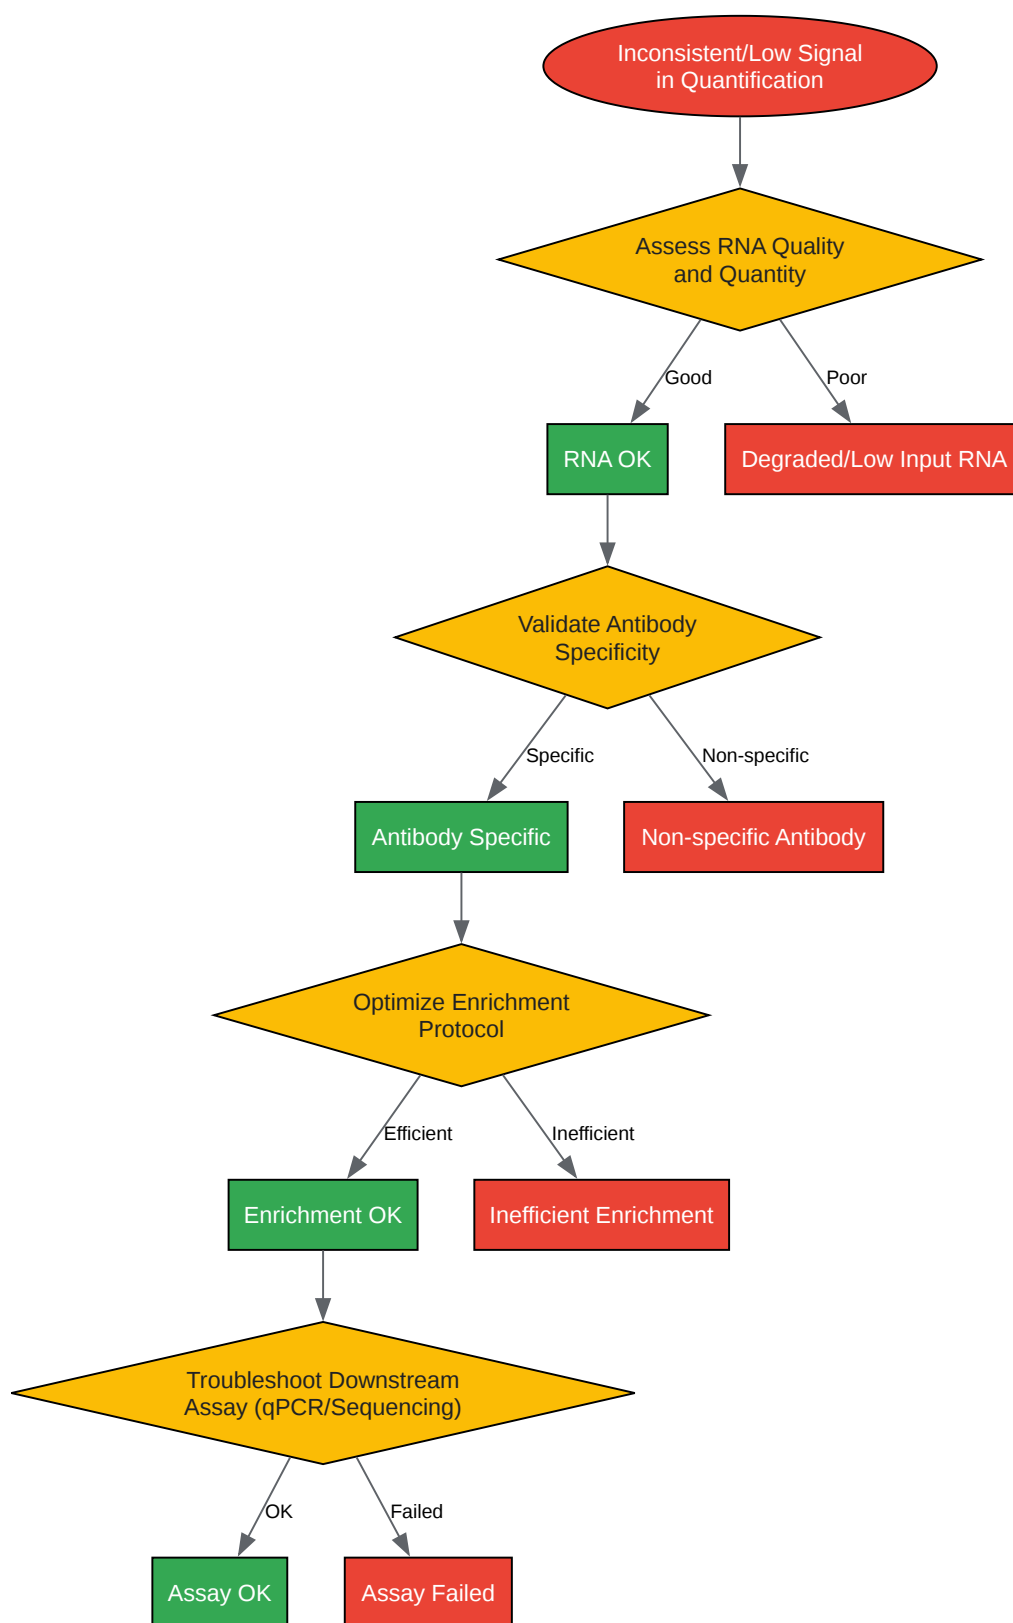 Inconsistent/Low Signal
in Quantification
Assess RNA Quality
and Quantity
Good
Poor
RNA OK
Degraded/Low Input RNA
Validate Antibody
Specificity
Specific
Non-specific
Antibody Specific
Non-specific Antibody
Optimize Enrichment
Protocol
Efficient
Inefficient
Enrichment OK
Inefficient Enrichment
Troubleshoot Downstream
Assay (qPCR/Sequencing)
OK
Failed
Assay OK
Assay Failed